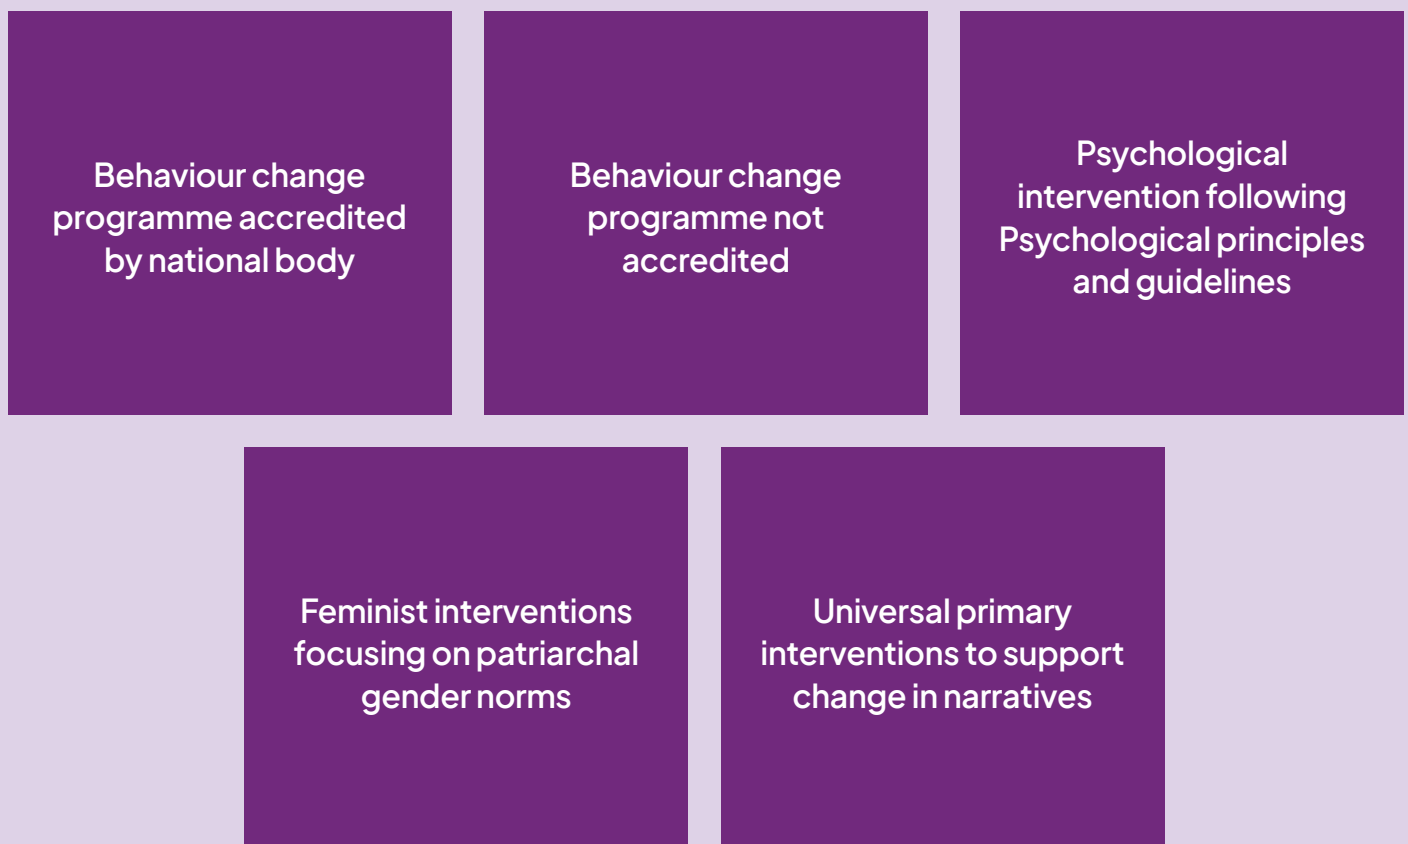 Behaviour change
programme accredited
by national body
Behaviour change
programme not
accredited
Psychological
intervention following
Psychological principles
and guidelines
Feminist interventions
focusing on patriarchal
gender norms
Universal primary
interventions to support
change in narratives